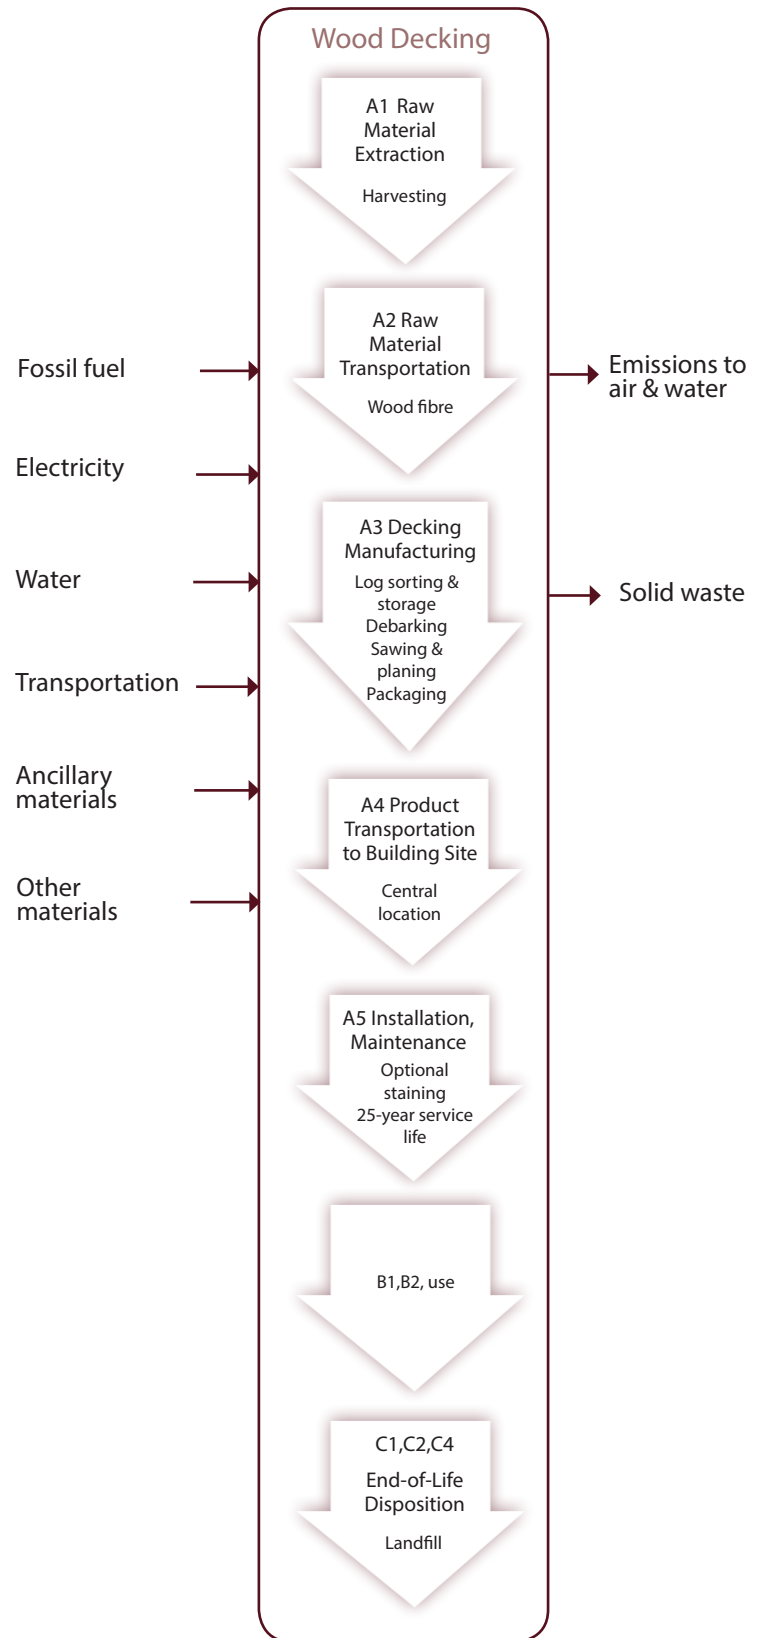 Wood Decking
A1 Raw
Material
Extraction
Harvesting
A2 Raw
Material
Transportation
Wood fibre
A3 Decking
Manufacturing
Log sorting &
storage
Debarking
Sawing &
planing
Packaging
A4 Product
Transportation
to Building Site
Central
location
A5 Installation,
Maintenance
Optional
staining
25-year service
life
B1,B2, use
C1,C2,C4
End-of-Life
Disposition
Landfill
Fossil fuel
Electricity
Water
Transportation
Ancillary
materials
Other
materials
Emissions to
air & water
Solid waste